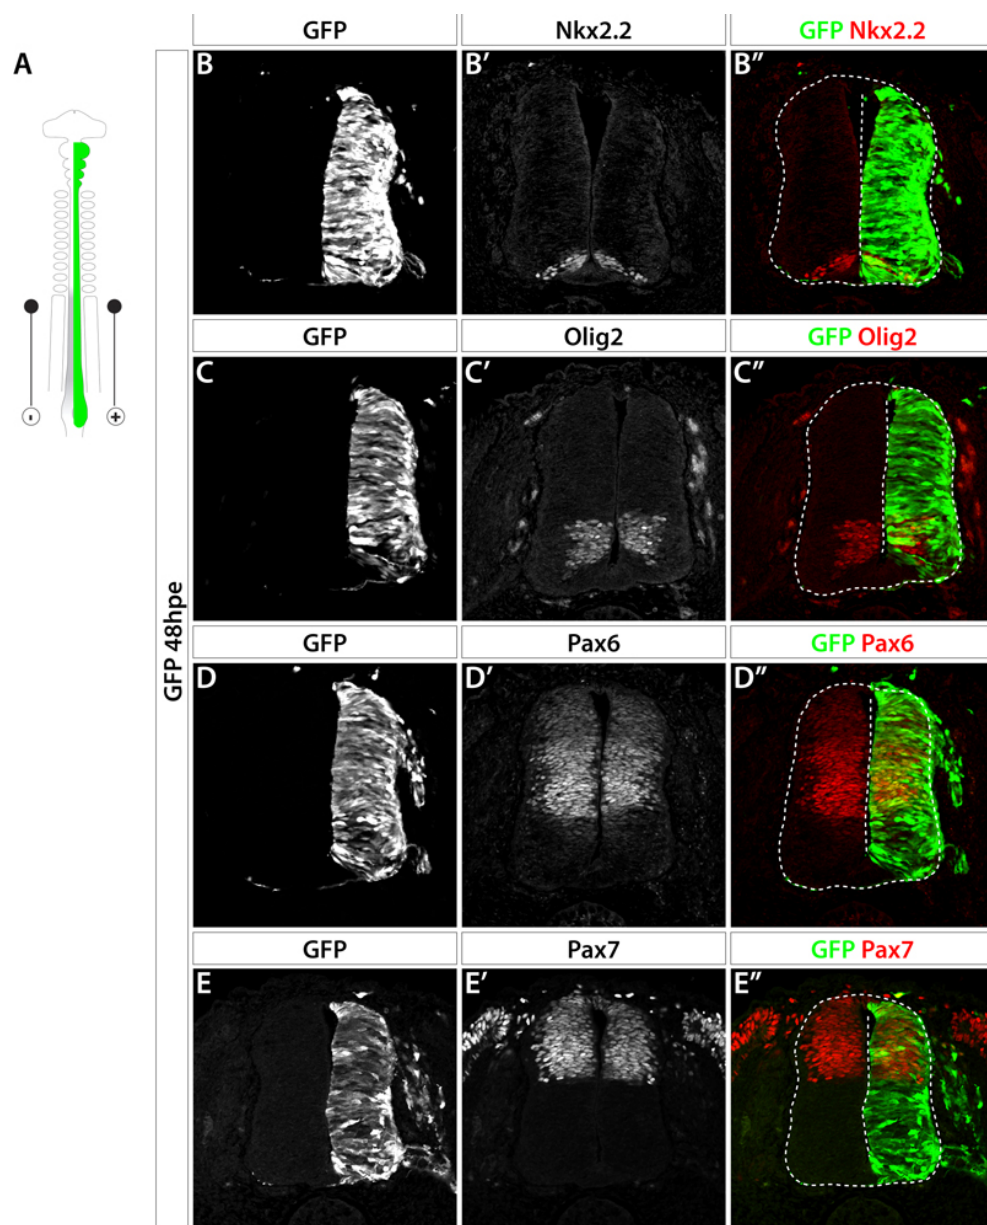 A
- +
GFP 48hpe
GFP Nkx2.2 GFP Nkx2.2
B B′ B″
GFP Olig2 GFP Olig2
C C′ C″
GFP Pax6 GFP Pax6
D D′ D″
GFP Pax7 GFP Pax7
E E′ E″